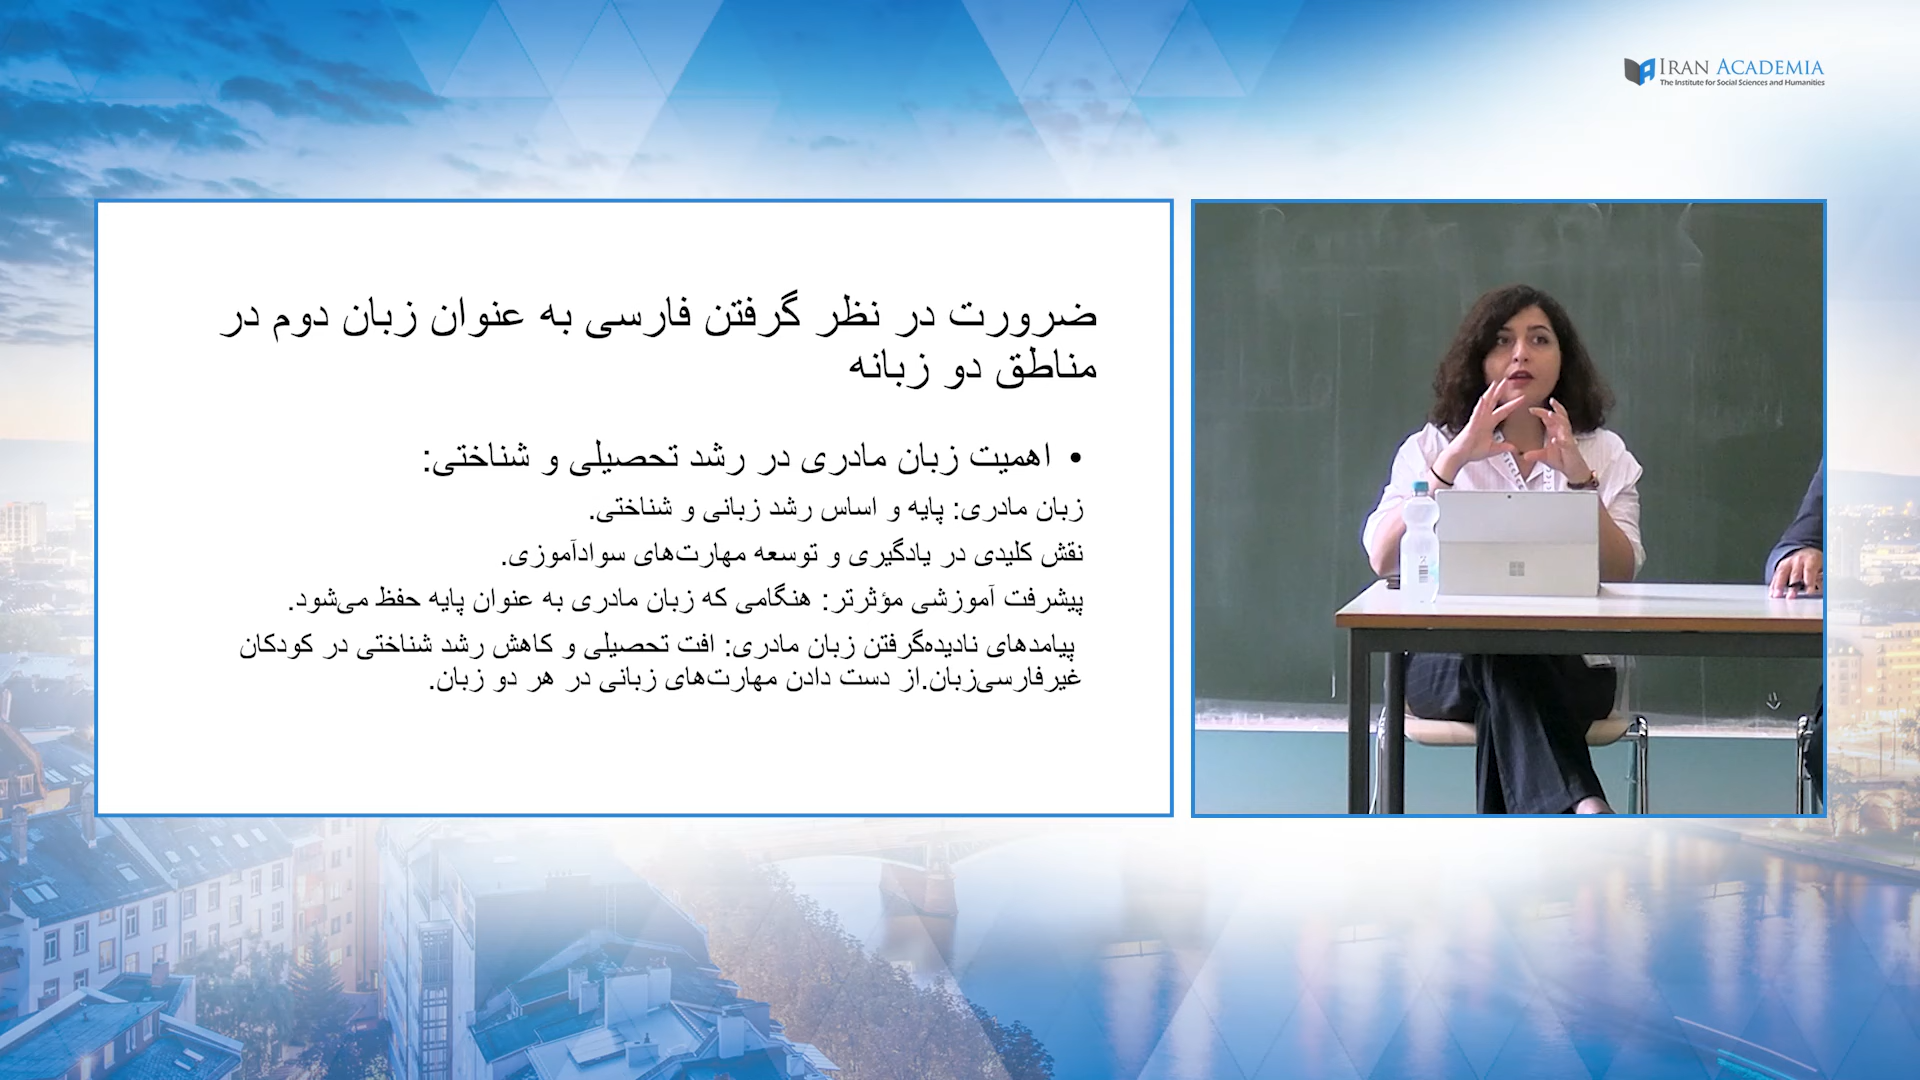 IRAN ACADEMIA
The Institute for Social Sciences and Humanities
ضرورت در نظر گرفتن فارسی به عنوان زبان دوم در
مناطق دو زبانه
• اهمیت زبان مادری در رشد تحصیلی و شناختی:
زبان مادری: پایه و اساس رشد زبانی و شناختی.
نقش کلیدی در یادگیری و توسعه مهارت‌های سوادآموزی.
پیشرفت آموزشی مؤثرتر: هنگامی که زبان مادری به عنوان پایه حفظ می‌شود.
پیامدهای نادیده‌گرفتن زبان مادری: افت تحصیلی و کاهش رشد شناختی در کودکان
غیرفارسی‌زبان.از دست دادن مهارت‌های زبانی در هر دو زبان.